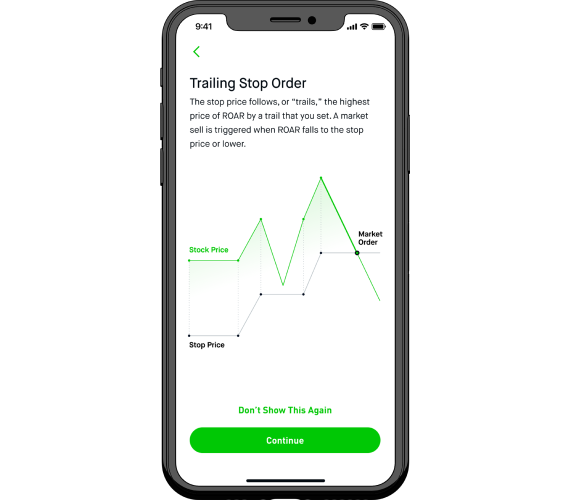 9:41
Trailing Stop Order
The stop price follows, or “trails,” the highest
price of ROAR by a trail that you set. A market
sell is triggered when ROAR falls to the stop
price or lower.
Market
Order
Stock Price
Stop Price
Don’t Show This Again
Continue